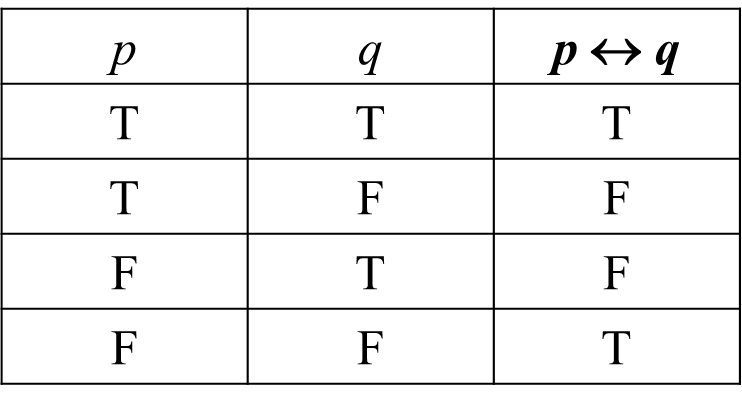 p q p ↔ q
T T T
T F F
F T F
F F T